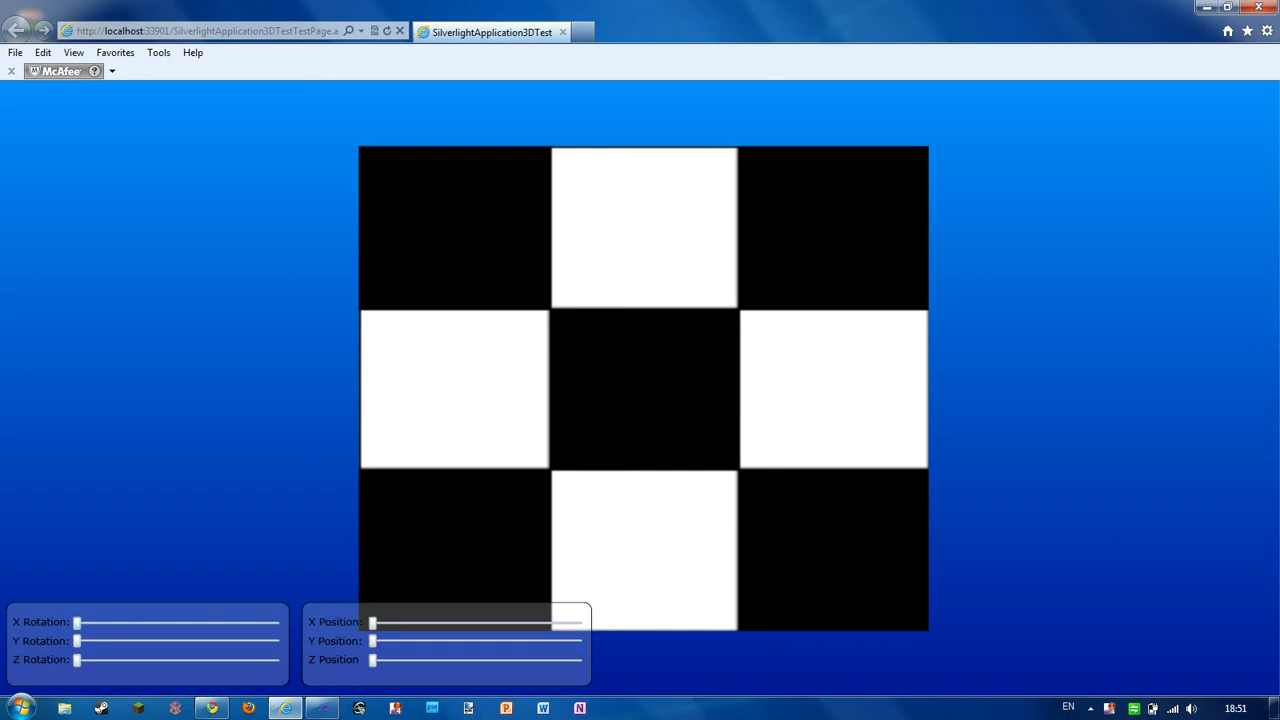 http://localhost:33901/SilverlightApplication3DTestTestPage.a
SilverlightApplication3DTest
File Edit View Favorites Tools Help
McAfee
X Rotation:
Y Rotation:
Z Rotation:
X Position:
Y Position:
Z Position
EN
18:51